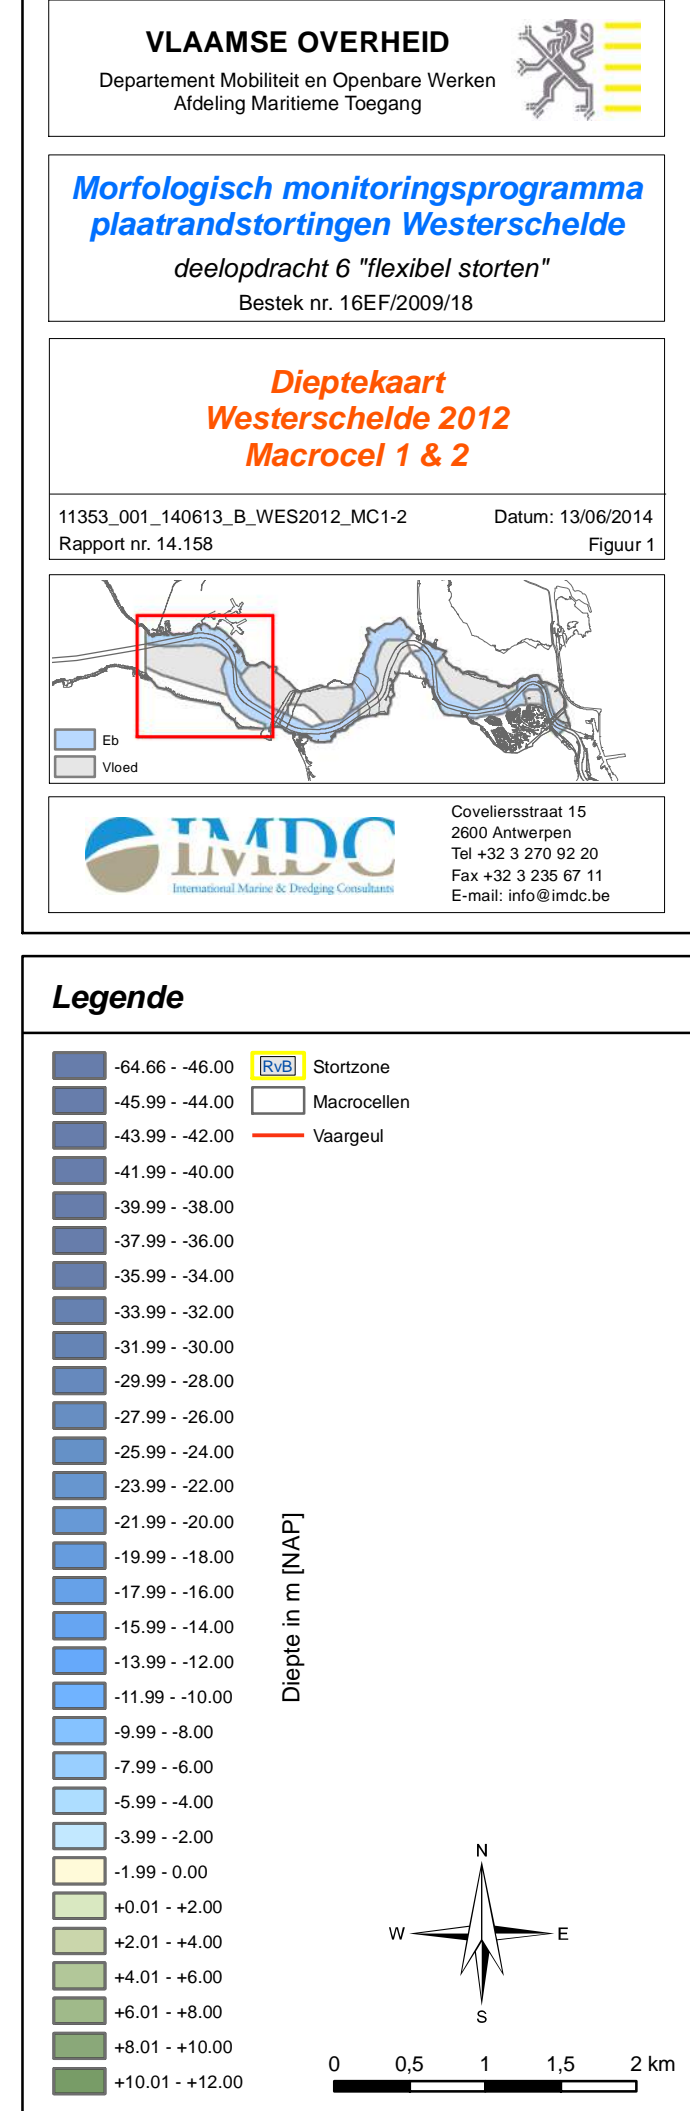 VLAAMSE OVERHEID
Departement Mobiliteit en Openbare Werken
Afdeling Maritieme Toegang
Morfologisch monitoringsprogramma
plaatrandstortingen Westerschelde
deelopdracht 6 "flexibel storten"
Bestek nr. 16EF/2009/18
Dieptekaart
Westerschelde 2012
Macrocel 1 & 2
11353_001_140613_B_WES2012_MC1-2 Datum: 13/06/2014
Rapport nr. 14.158 Figuur 1
Eb
Vloed
IMDC
International Marine & Dredging Consultants
Coveliersstraat 15
2600 Antwerpen
Tel +32 3 270 92 20
Fax +32 3 235 67 11
E-mail: info@imdc.be
Legende
-64.66 - -46.00 RvB Stortzone
-45.99 - -44.00 Macrocellen
-43.99 - -42.00 Vaargeul
-41.99 - -40.00
-39.99 - -38.00
-37.99 - -36.00
-35.99 - -34.00
-33.99 - -32.00
-31.99 - -30.00
-29.99 - -28.00
-27.99 - -26.00
-25.99 - -24.00
-23.99 - -22.00
-21.99 - -20.00
-19.99 - -18.00
-17.99 - -16.00
-15.99 - -14.00
-13.99 - -12.00
-11.99 - -10.00
-9.99 - -8.00
-7.99 - -6.00
-5.99 - -4.00
-3.99 - -2.00
-1.99 - 0.00
+0.01 - +2.00
+2.01 - +4.00
+4.01 - +6.00
+6.01 - +8.00
+8.01 - +10.00
+10.01 - +12.00
Diepte in m [NAP]
N
W E
S
0 0,5 1 1,5 2 km